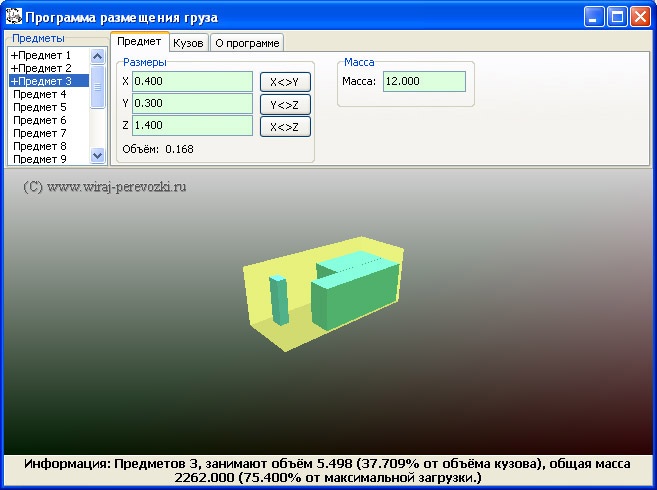 Программа размещения груза
Предметы
+Предмет 1
+Предмет 2
+Предмет 3
Предмет 4
Предмет 5
Предмет 6
Предмет 7
Предмет 8
Предмет 9
Предмет Кузов О программе
Размеры
X 0.400 X<>Y
Y 0.300 Y<>Z
Z 1.400 X<>Z
Объём: 0.168
Масса
Масса: 12.000
(C) www.wiraj-perevozki.ru
Информация: Предметов 3, занимают объём 5.498 (37.709% от объёма кузова), общая масса
2262.000 (75.400% от максимальной загрузки.)